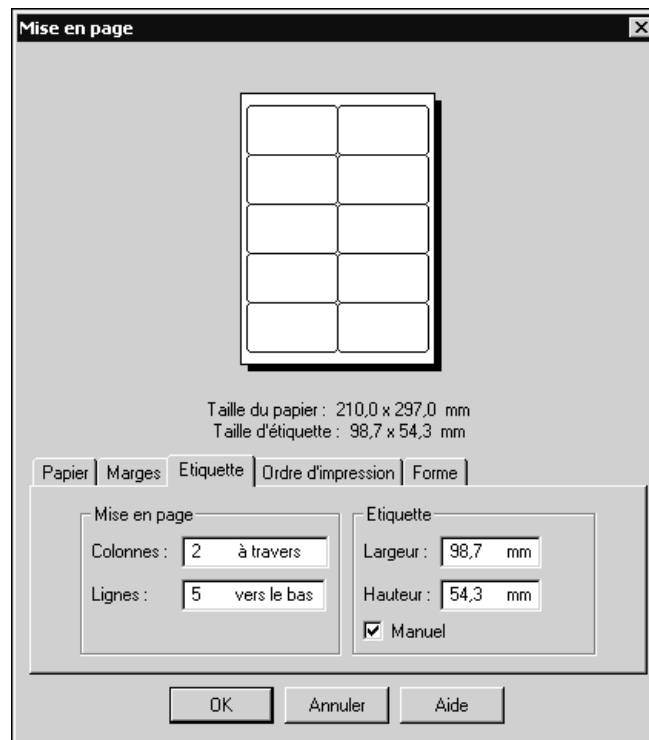 Mise en page
Taille du papier : 210,0 x 297,0 mm
Taille d'étiquette : 98,7 x 54,3 mm
Papier Marges Etiquette Ordre d'impression Forme
Mise en page
Colonnes : 2 à travers
Lignes : 5 vers le bas
Etiquette
Largeur : 98,7 mm
Hauteur : 54,3 mm
Manuel
OK Annuler Aide